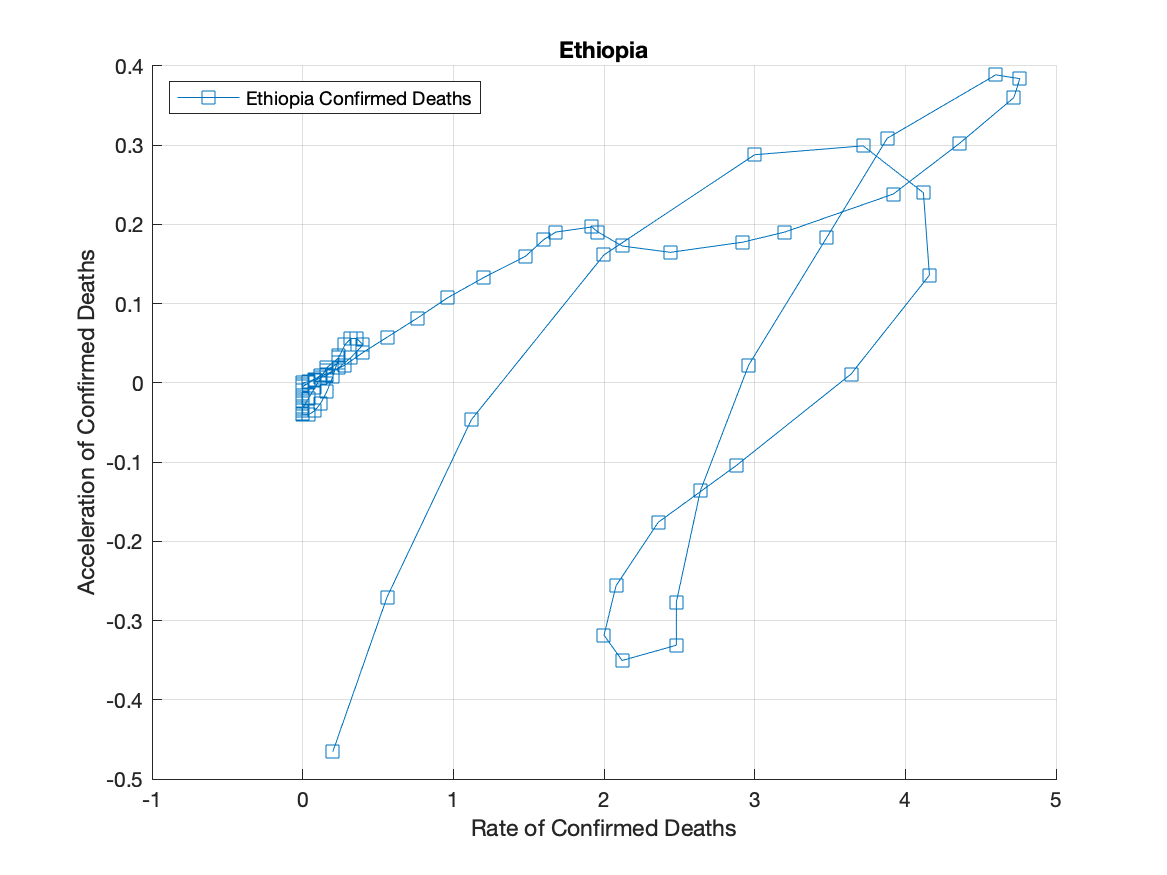 Ethiopia
Ethiopia Confirmed Deaths
0.4
0.3
0.2
0.1
0
-0.1
-0.2
-0.3
-0.4
-0.5
Acceleration of Confirmed Deaths
-1 0 1 2 3 4 5
Rate of Confirmed Deaths